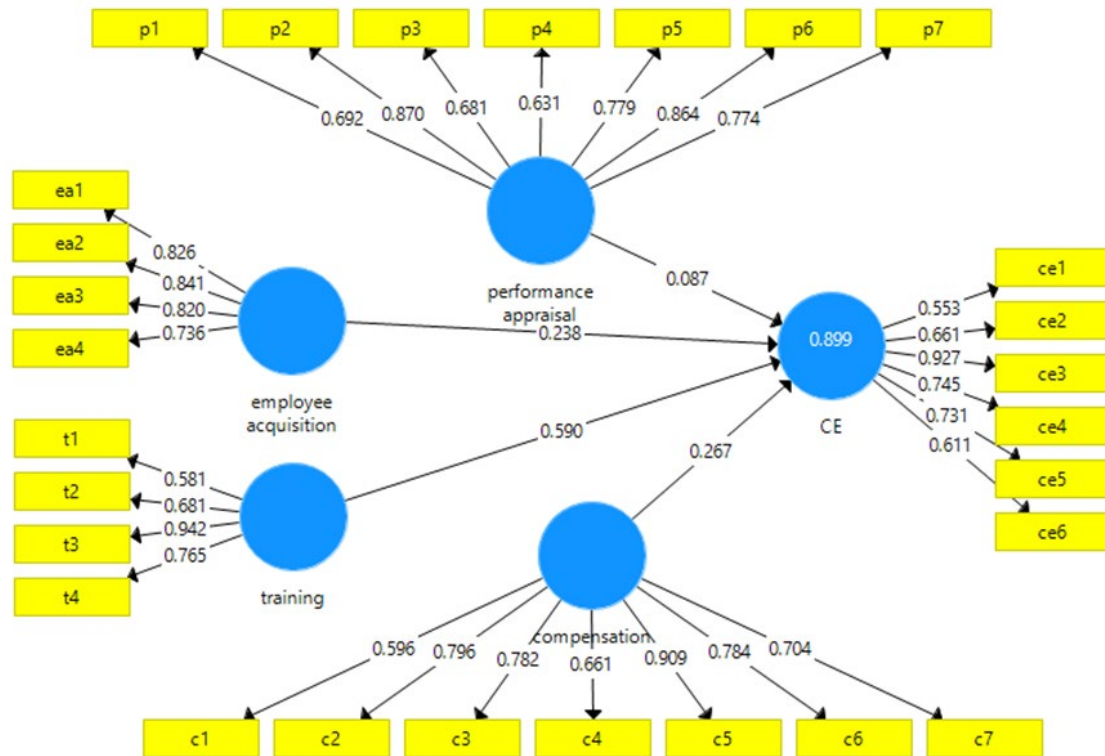 p1 p2 p3 p4 p5 p6 p7
0.692 0.870 0.681 0.631 0.779 0.864 0.774
ea1
ea2
ea3
ea4
0.826
0.841
0.820
0.736
employee
acquisition
performance
appraisal
0.087
0.238
0.590
0.267
0.899
CE
0.553
0.661
0.927
0.745
0.731
0.611
ce1
ce2
ce3
ce4
ce5
ce6
t1
t2
t3
t4
0.581
0.681
0.942
0.765
training
compensation
0.596 0.796 0.782 0.661 0.909 0.784 0.704
c1 c2 c3 c4 c5 c6 c7